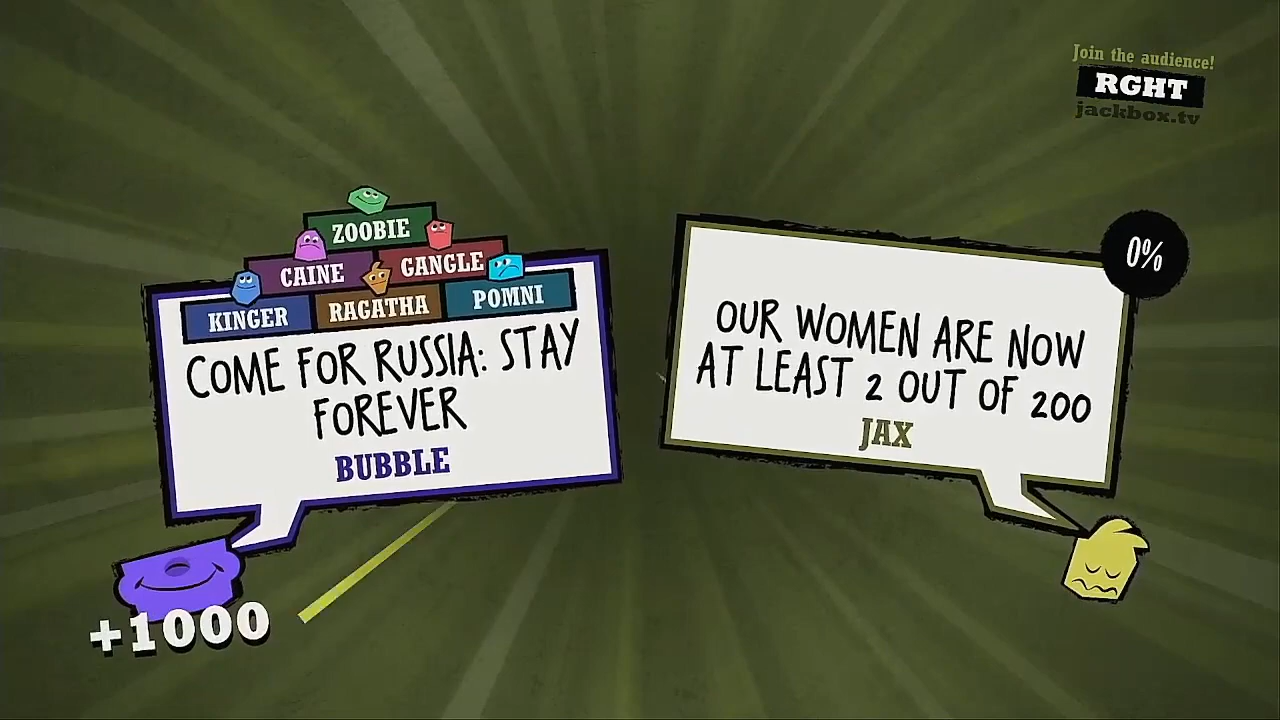 Join the audience!
RGHT
jackbox.tv
ZOOBIE
CAINE
GANGLE
KINGER
RAGATHA
POMNI
COME FOR RUSSIA: STAY
FOREVER
BUBBLE
+1000
0%
OUR WOMEN ARE NOW
AT LEAST 2 OUT OF 200
JAX